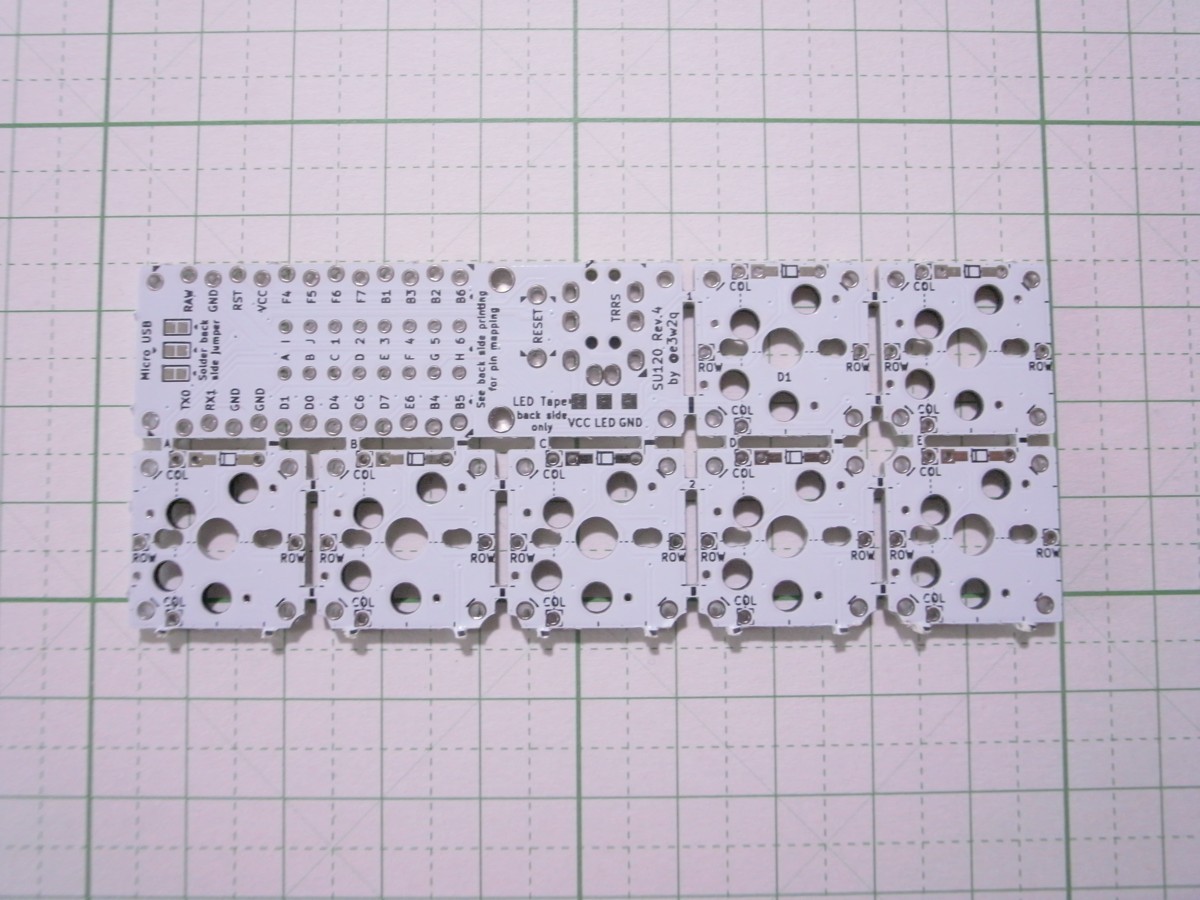 Micro USB
Solder back
side jumper
RAW
GND
RST
VCC
F4
F5
F6
F7
B1
B3
B2
B6
1
J
1
2
3
4
5
6
A
B
C
D
E
F
G
H
TX0
RX1
GND
GND
D1
D0
D4
C6
D7
E6
B4
B5
See back side printing
for pin mapping
RESET
TRRS
LED Tape
back side
only
VCC LED GND
SU120 Rev.4
by @e3w2q
1
COL
ROW
D1
COL
COL
ROW
COL
A
B
C
D
E
2
COL
ROW
ROW
COL
COL
ROW
ROW
COL
COL
ROW
ROW
COL
COL
ROW
ROW
COL
COL
ROW
ROW
COL